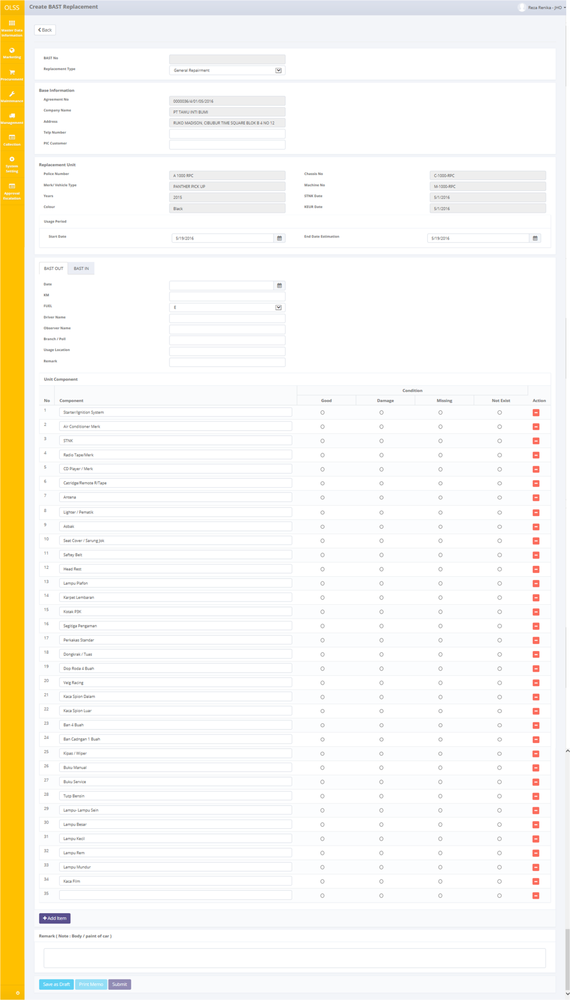 OLSS
Create BAST Replacement
Reza Renika - JHO
Master Data
Information
Marketing
Procurement
Maintenance
Management
Collection
System
Setting
Approval
Escalation
Back
BAST No
Replacement Type General Repairment
Base Information
Agreement No 0000036/4/01/05/2016
Company Name PT TAWU INTI BUMI
Address RUKO MADISON, CIBUBUR TIME SQUARE BLOK B 4 NO 12
Telp Number
PIC Customer
Replacement Unit
Police Number A 1000 RPC Chassis No C-1000-RPC
Merk/ Vehicle Type PANTHER PICK UP Machine No M-1000-RPC
Years 2015 STNK Date 5/1/2016
Colour Black KEUR Date 5/1/2016
Usage Period
Start Date 5/19/2016 End Date Estimation 5/19/2016
BAST OUT BAST IN
Date
KM
FUEL E
Driver Name
Observer Name
Branch / Poll
Usage Location
Remark
Unit Component
Condition
No Component Good Damage Missing Not Exist Action
1 Starter/Ignition System
2 Air Conditioner Merk
3 STNK
4 Radio Tape/Merk
5 CD Player / Merk
6 Catridge/Remote R/Tape
7 Antena
8 Lighter / Pematik
9 Asbak
10 Seat Cover / Sarung Jok
11 Saftey Belt
12 Head Rest
13 Lampu Plafon
14 Karpet Lembaran
15 Kotak P3K
16 Segitiga Pengaman
17 Perkakas Standar
18 Dongkrak / Tuas
19 Dop Roda 4 Buah
20 Velg Racing
21 Kaca Spion Dalam
22 Kaca Spion Luar
23 Ban 4 Buah
24 Ban Cadngan 1 Buah
25 Kipas / Wiper
26 Buku Manual
27 Buku Service
28 Tutp Bensin
29 Lampu- Lampu Sein
30 Lampu Besar
31 Lampu Kecil
32 Lampu Rem
33 Lampu Mundur
34 Kaca Film
35
+ Add Item
Remark ( Note : Body / paint of car )
Save as Draft Print Memo Submit